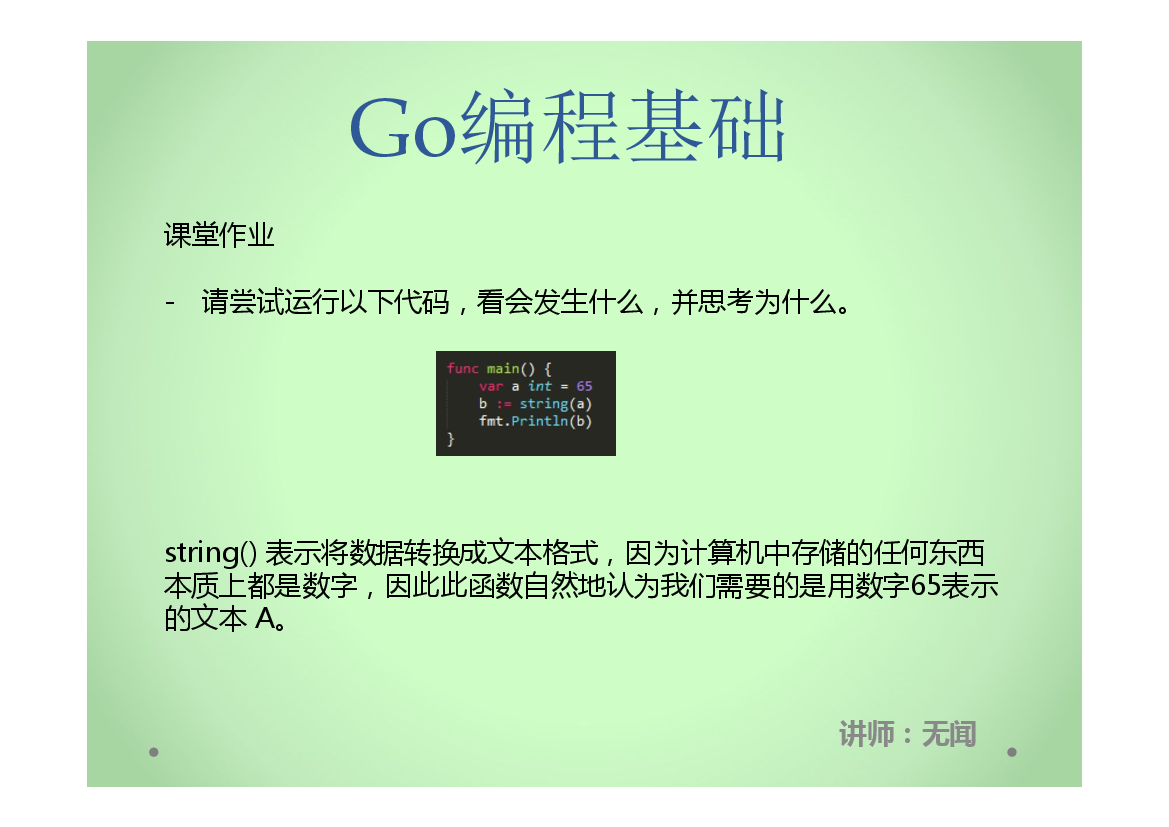 Go编程基础
课堂作业
- 请尝试运行以下代码，看会发生什么，并思考为什么。
func main() {
    var a int = 65
    b := string(a)
    fmt.Println(b)
}
string() 表示将数据转换成文本格式，因为计算机中存储的任何东西
本质上都是数字，因此此函数自然地认为我们需要的是用数字65表示
的文本 A。
讲师：无闻